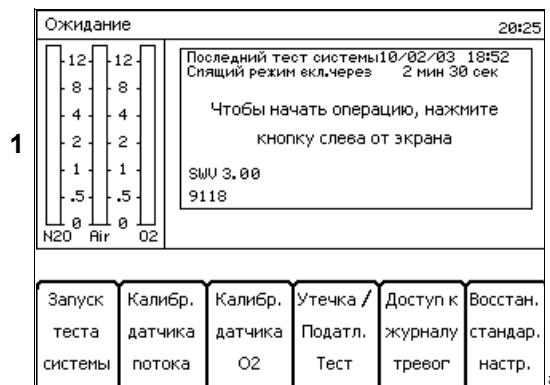 Ожидание 20:25
Последний тест системы10/02/03 18:52
Спящий режим вкл.через 2 мин 30 сек
Чтобы начать операцию, нажмите
кнопку слева от экрана
SWV 3.00
9118
1
12 12
8 8
4 4
2 2
1 1
.5 .5
0 0
N2O Air O2
Запуск теста системы
Калибр. датчика потока
Калибр. датчика O2
Утечка / Податл. Тест
Доступ к журналу тревог
Восстан. стандар. настр.